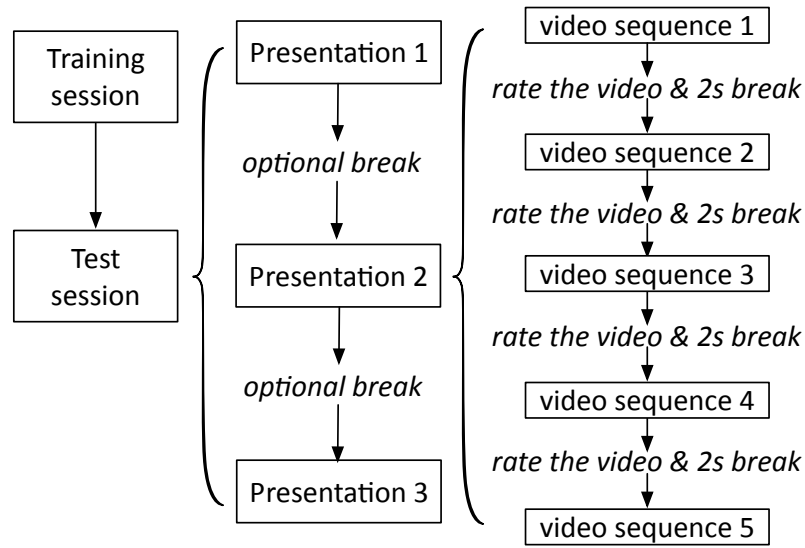 Training
session
Test
session
Presentation 1
optional break
Presentation 2
optional break
Presentation 3
video sequence 1
rate the video & 2s break
video sequence 2
rate the video & 2s break
video sequence 3
rate the video & 2s break
video sequence 4
rate the video & 2s break
video sequence 5